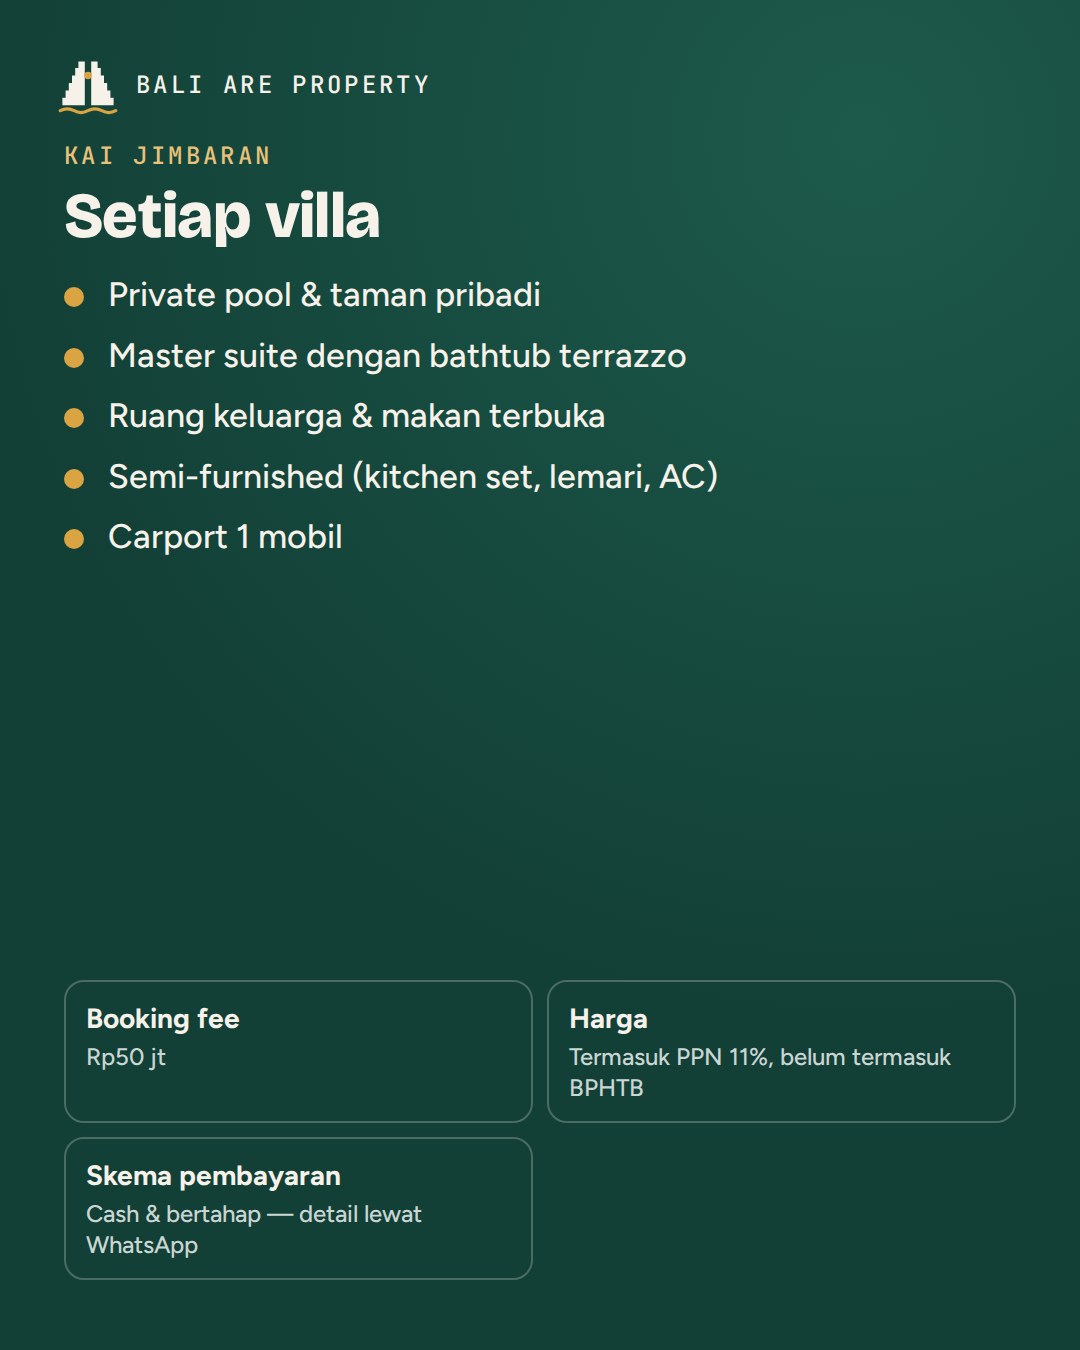 BALI ARE PROPERTY
KAI JIMBARAN
Setiap villa
Private pool & taman pribadi
Master suite dengan bathtub terrazzo
Ruang keluarga & makan terbuka
Semi-furnished (kitchen set, lemari, AC)
Carport 1 mobil
Booking fee
Rp50 jt
Harga
Termasuk PPN 11%, belum termasuk
BPHTB
Skema pembayaran
Cash & bertahap — detail lewat
WhatsApp